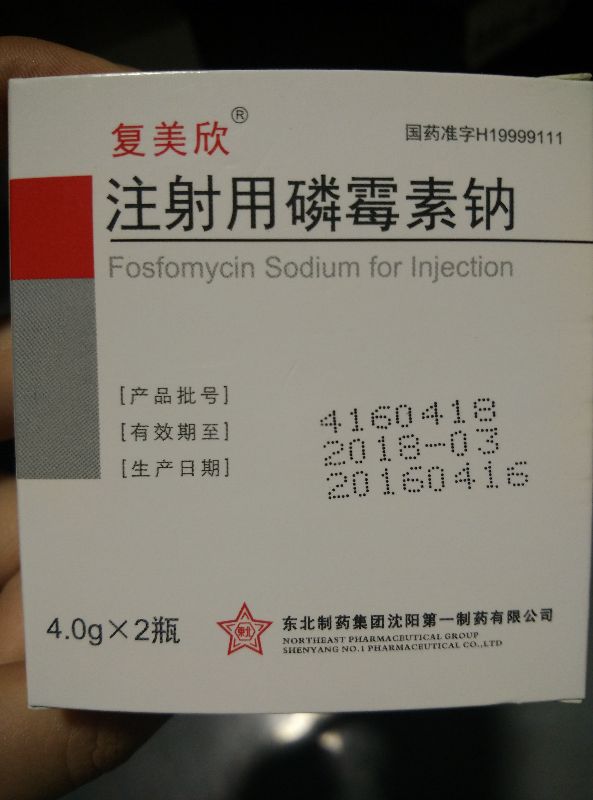 复美欣®
国药准字H19999111
注射用磷霉素钠
Fosfomycin Sodium for Injection
[产品批号] 4160418
[有效期至] 2018-03
[生产日期] 20160416
4.0g×2瓶
东北
东北制药集团沈阳第一制药有限公司
NORTHEAST PHARMACEUTICAL GROUP
SHENYANG NO.1 PHARMACEUTICAL CO.,LTD